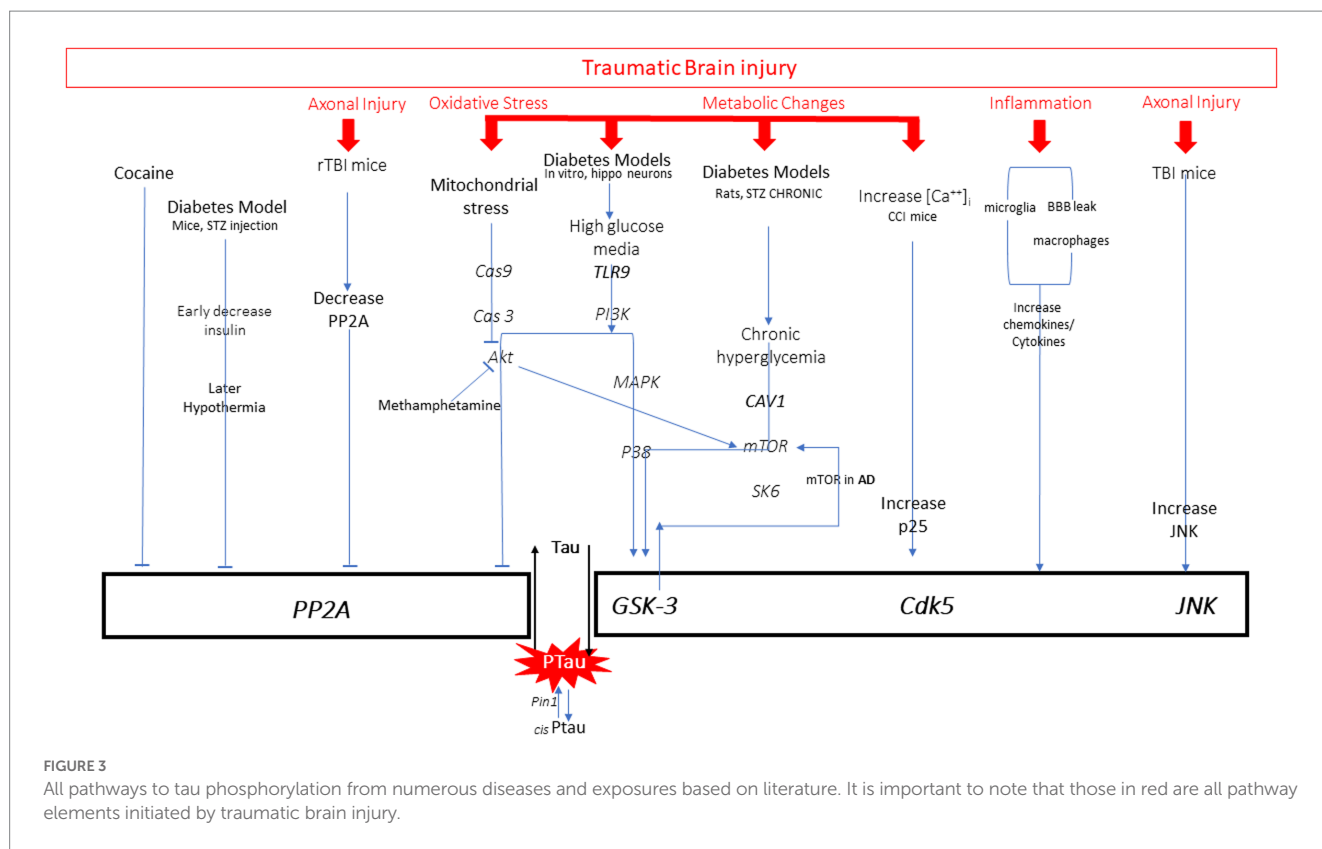 Traumatic Brain injury
Axonal Injury
Oxidative Stress
Metabolic Changes
Inflammation
Axonal Injury
Cocaine
Diabetes Model
Mice, STZ injection
Early decrease
insulin
Later
Hypothermia
rTBI mice
Decrease
PP2A
Mitochondrial
stress
Cas9
Cas 3
Akt
Methamphetamine
Diabetes Models
In vitro, hippo neurons
High glucose
media
TLR9
PI3K
MAPK
P38
Diabetes Models
Rats, STZ CHRONIC
Chronic
hyperglycemia
CAV1
mTOR
SK6
mTOR in AD
Increase [Ca⁺⁺]ᵢ
CCI mice
Increase
p25
microglia
BBB leak
macrophages
Increase
chemokines/
Cytokines
TBI mice
Increase
JNK
Tau
PP2A
GSK-3
Cdk5
JNK
PTau
Pin1
cis Ptau
FIGURE 3
All pathways to tau phosphorylation from numerous diseases and exposures based on literature. It is important to note that those in red are all pathway
elements initiated by traumatic brain injury.